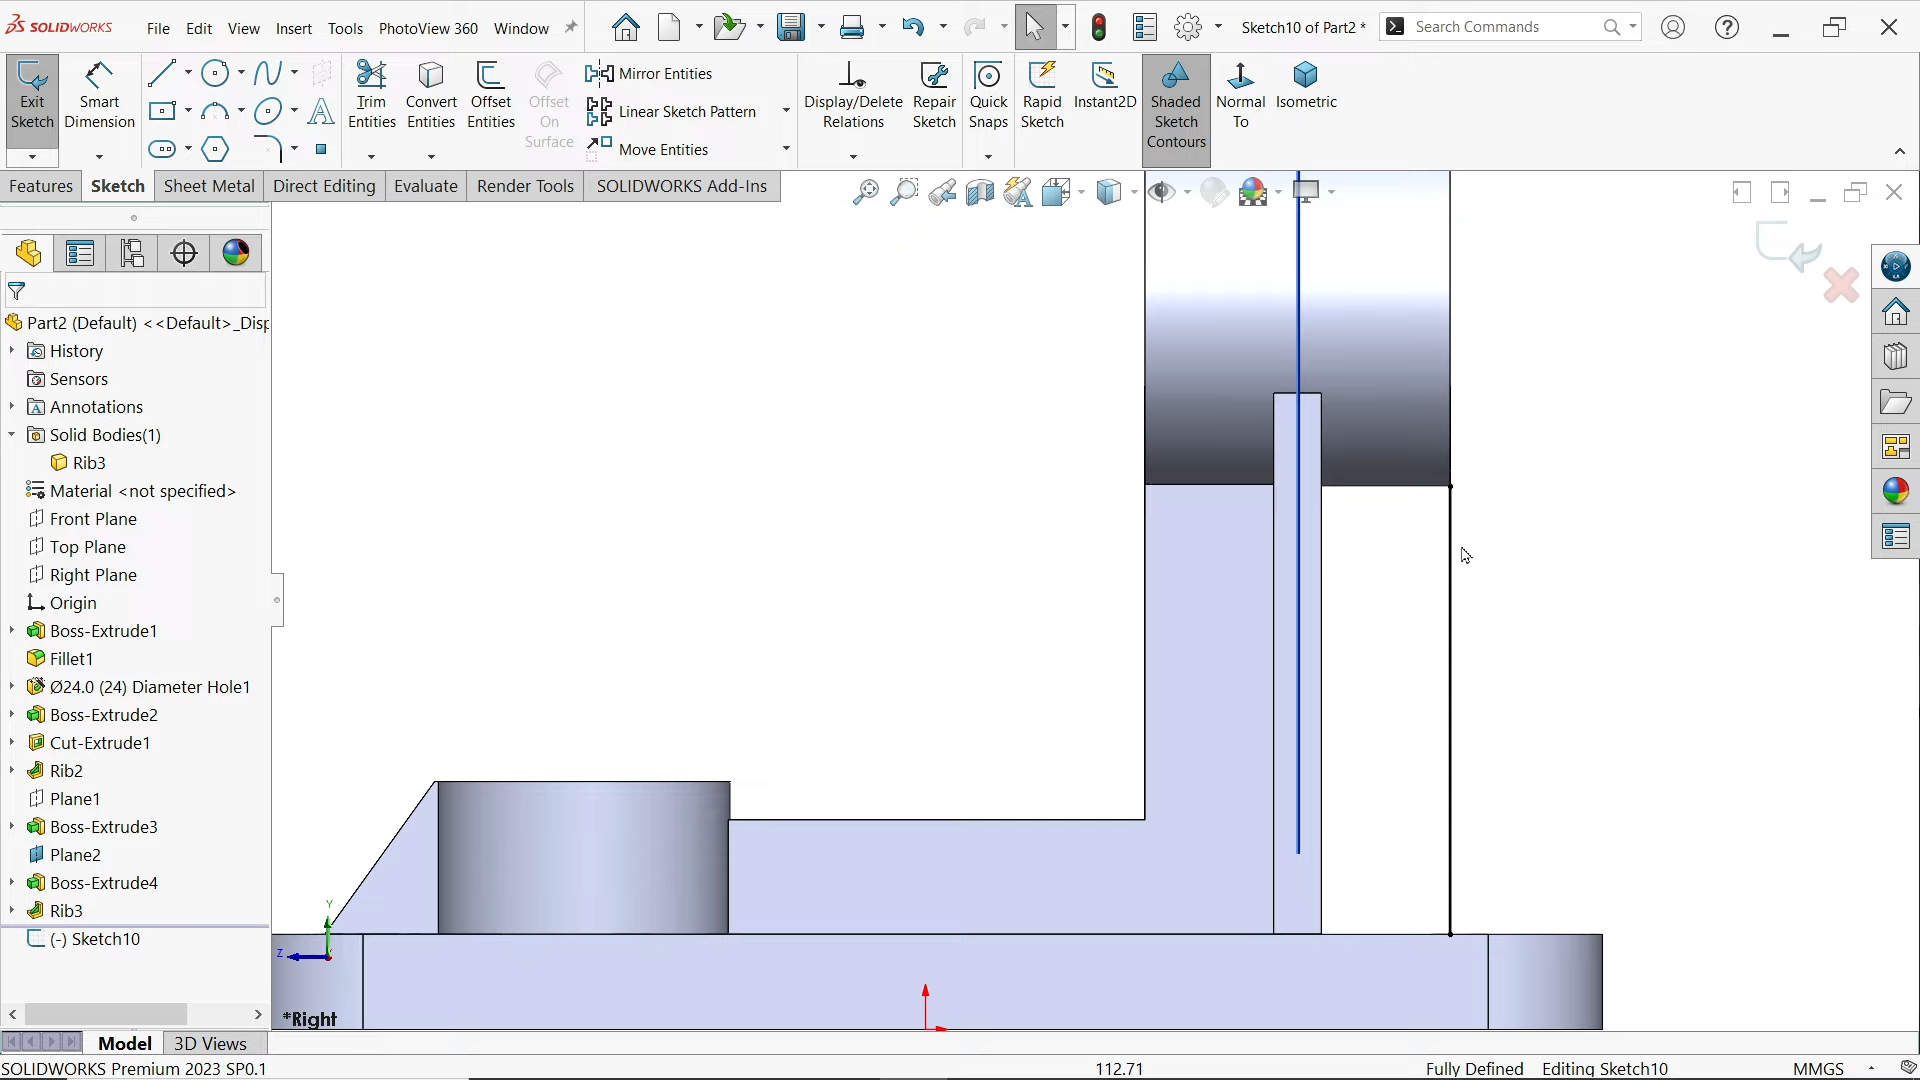 SOLIDWORKS File Edit View Insert Tools PhotoView 360 Window Sketch10 of Part2 * Search Commands
Exit Sketch
Smart Dimension
Trim Entities
Convert Entities
Offset Entities
Offset On Surface
Mirror Entities
Linear Sketch Pattern
Move Entities
Display/Delete Relations
Repair Sketch
Quick Snaps
Rapid Sketch
Instant2D
Shaded Sketch Contours
Normal To
Isometric
Features Sketch Sheet Metal Direct Editing Evaluate Render Tools SOLIDWORKS Add-Ins
Part2 (Default) <<Default>_Disp
History
Sensors
Annotations
Solid Bodies(1)
Rib3
Material <not specified>
Front Plane
Top Plane
Right Plane
Origin
Boss-Extrude1
Fillet1
Ø24.0 (24) Diameter Hole1
Boss-Extrude2
Cut-Extrude1
Rib2
Plane1
Boss-Extrude3
Plane2
Boss-Extrude4
Rib3
(-) Sketch10
Y
Z
*Right
Model 3D Views
SOLIDWORKS Premium 2023 SP0.1 112.71 Fully Defined Editing Sketch10 MMGS